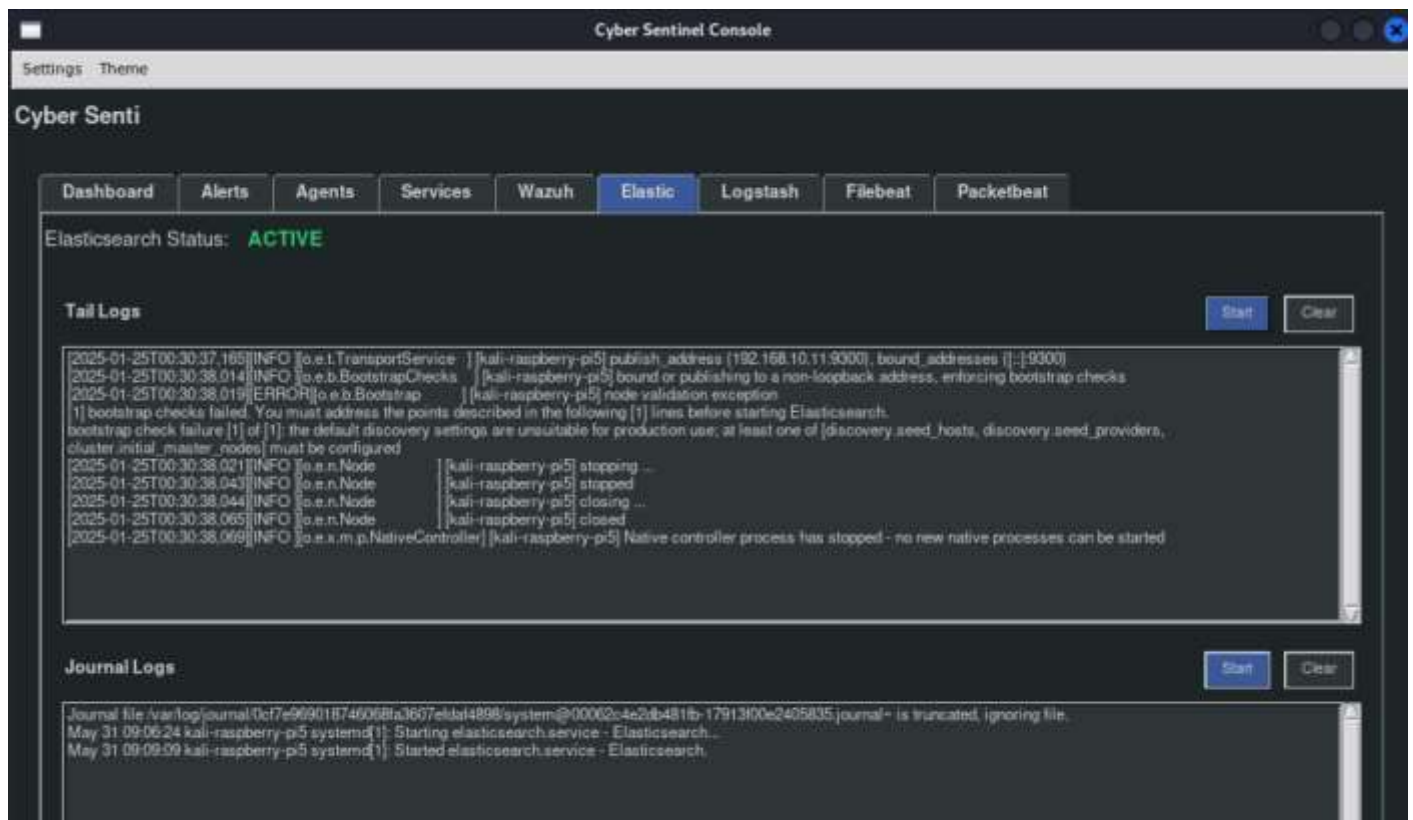 Cyber Sentinel Console
Settings Theme
Cyber Senti
Dashboard Alerts Agents Services Wazuh Elastic Logstash Filebeat Packetbeat
Elasticsearch Status: ACTIVE
Tail Logs Start Clear
[2025-01-25T00:30:37,165][INFO ][o.e.t.TransportService ] [kali-raspberry-pi5] publish_address {192.168.10.11:9300}, bound_addresses {[::]:9300}
[2025-01-25T00:30:38,014][INFO ][o.e.b.BootstrapChecks ] [kali-raspberry-pi5] bound or publishing to a non-loopback address, enforcing bootstrap checks
[2025-01-25T00:30:38,019][ERROR][o.e.b.Bootstrap ] [kali-raspberry-pi5] node validation exception
[1] bootstrap checks failed. You must address the points described in the following [1] lines before starting Elasticsearch.
bootstrap check failure [1] of [1]: the default discovery settings are unsuitable for production use; at least one of [discovery.seed_hosts, discovery.seed_providers,
cluster.initial_master_nodes] must be configured
[2025-01-25T00:30:38,021][INFO ][o.e.n.Node ] [kali-raspberry-pi5] stopping ...
[2025-01-25T00:30:38,043][INFO ][o.e.n.Node ] [kali-raspberry-pi5] stopped
[2025-01-25T00:30:38,044][INFO ][o.e.n.Node ] [kali-raspberry-pi5] closing ...
[2025-01-25T00:30:38,065][INFO ][o.e.n.Node ] [kali-raspberry-pi5] closed
[2025-01-25T00:30:38,069][INFO ][o.e.x.m.p.NativeController] [kali-raspberry-pi5] Native controller process has stopped - no new native processes can be started
Journal Logs Start Clear
Journal file is truncated, ignoring file.
May 31 09:06:24 kali-raspberry-pi5 systemd[1]: Starting elasticsearch.service - Elasticsearch...
May 31 09:09:09 kali-raspberry-pi5 systemd[1]: Started elasticsearch.service - Elasticsearch.